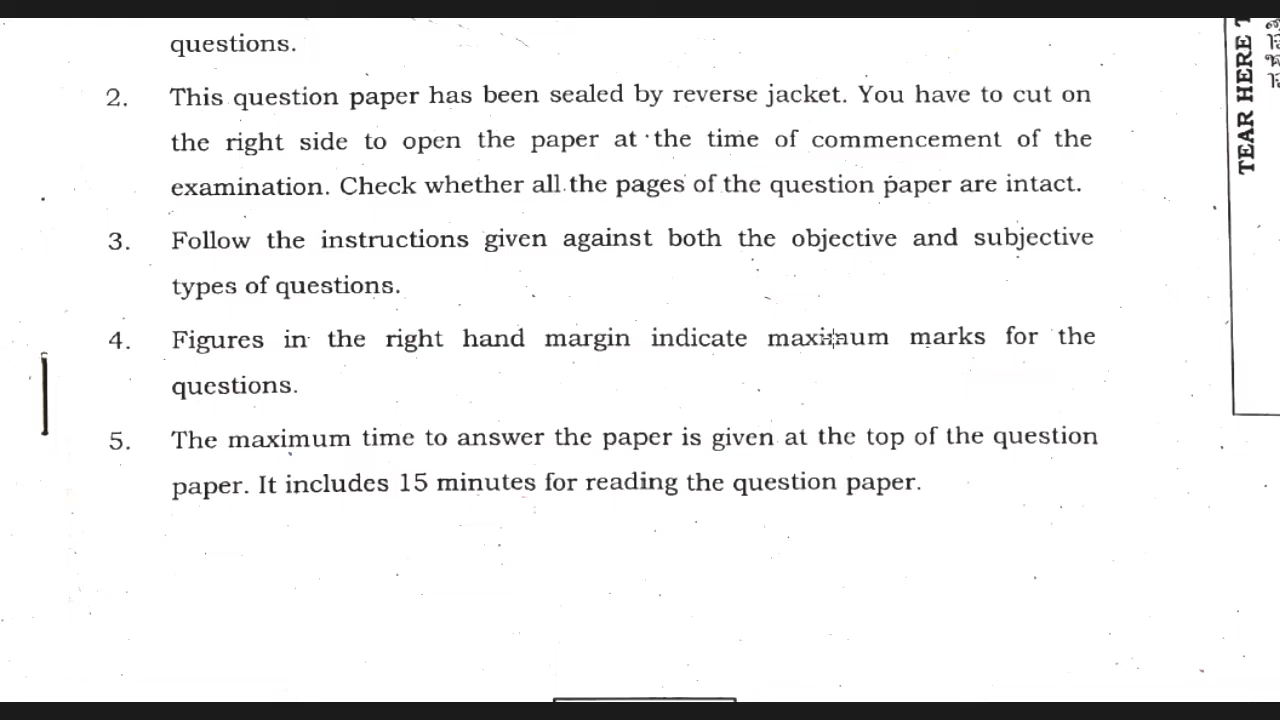 questions.
2. This question paper has been sealed by reverse jacket. You have to cut on
the right side to open the paper at the time of commencement of the
examination. Check whether all the pages of the question paper are intact.
3. Follow the instructions given against both the objective and subjective
types of questions.
4. Figures in the right hand margin indicate maximum marks for the
questions.
5. The maximum time to answer the paper is given at the top of the question
paper. It includes 15 minutes for reading the question paper.
TEAR HERE T